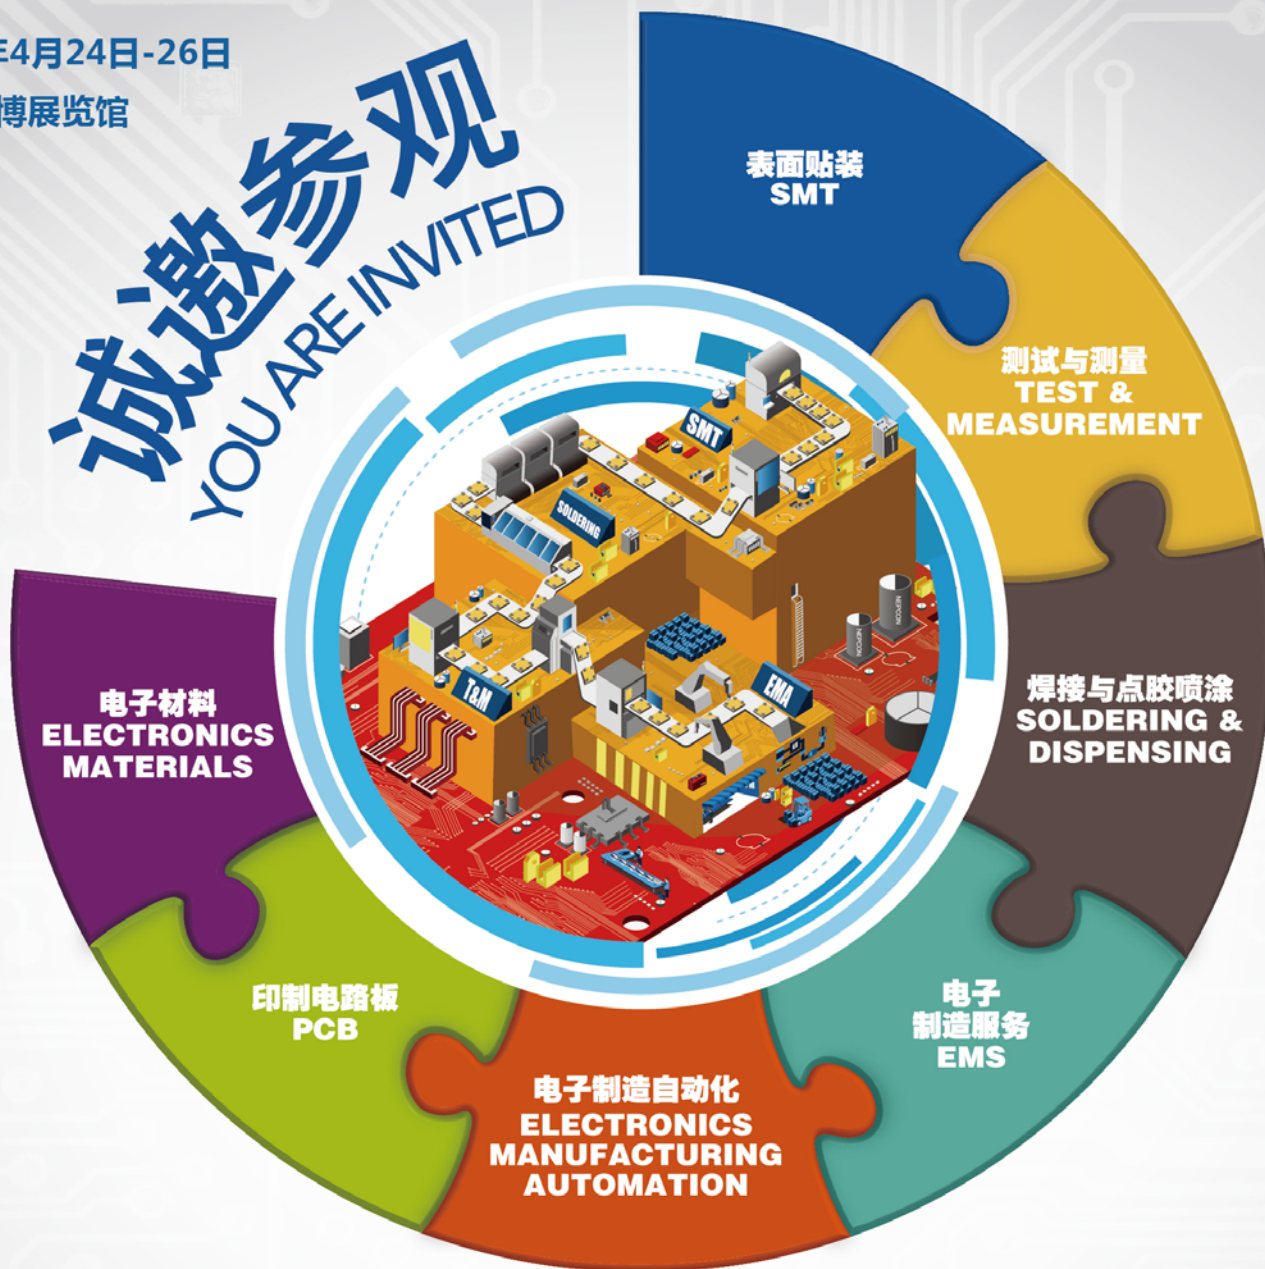 年4月24日-26日
博展览馆
诚邀参观
YOU ARE INVITED
表面贴装
SMT
测试与测量
TEST &
MEASUREMENT
焊接与点胶喷涂
SOLDERING &
DISPENSING
电子
制造服务
EMS
电子制造自动化
ELECTRONICS
MANUFACTURING
AUTOMATION
印制电路板
PCB
电子材料
ELECTRONICS
MATERIALS
SMT
SOLDERING
T&M
EMA
NEPCON
NEPCON